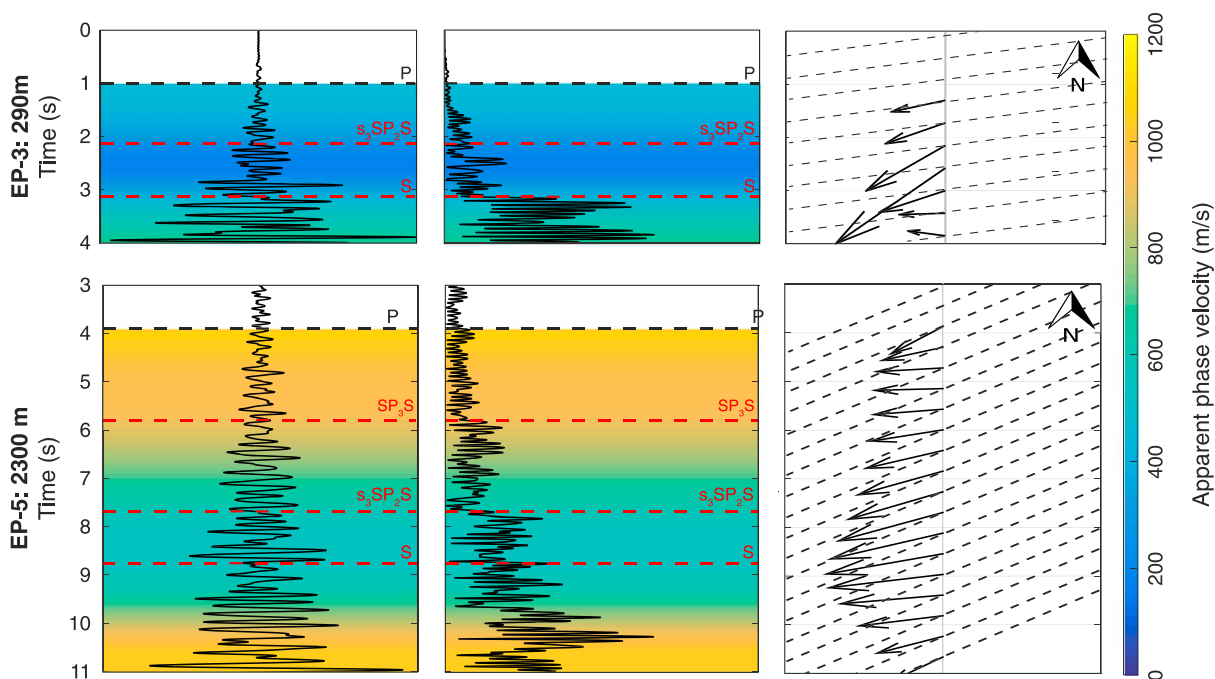 EP-3: 290m
Time (s)
0
1
2
3
4
P
s₃SP₂S
S
P
s₃SP₂S
S
N
EP-5: 2300 m
Time (s)
3
4
5
6
7
8
9
10
11
P
SP₃S
s₃SP₂S
S
P
SP₃S
s₃SP₂S
S
N
1200
1000
800
600
400
200
0
Apparent phase velocity (m/s)